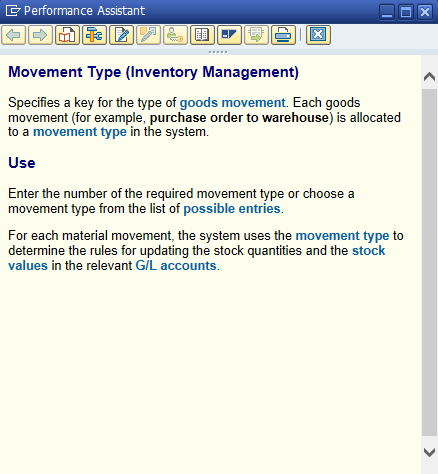 Performance Assistant
Movement Type (Inventory Management)
Specifies a key for the type of goods movement. Each goods
movement (for example, purchase order to warehouse) is allocated
to a movement type in the system.
Use
Enter the number of the required movement type or choose a
movement type from the list of possible entries.
For each material movement, the system uses the movement type to
determine the rules for updating the stock quantities and the stock
values in the relevant G/L accounts.